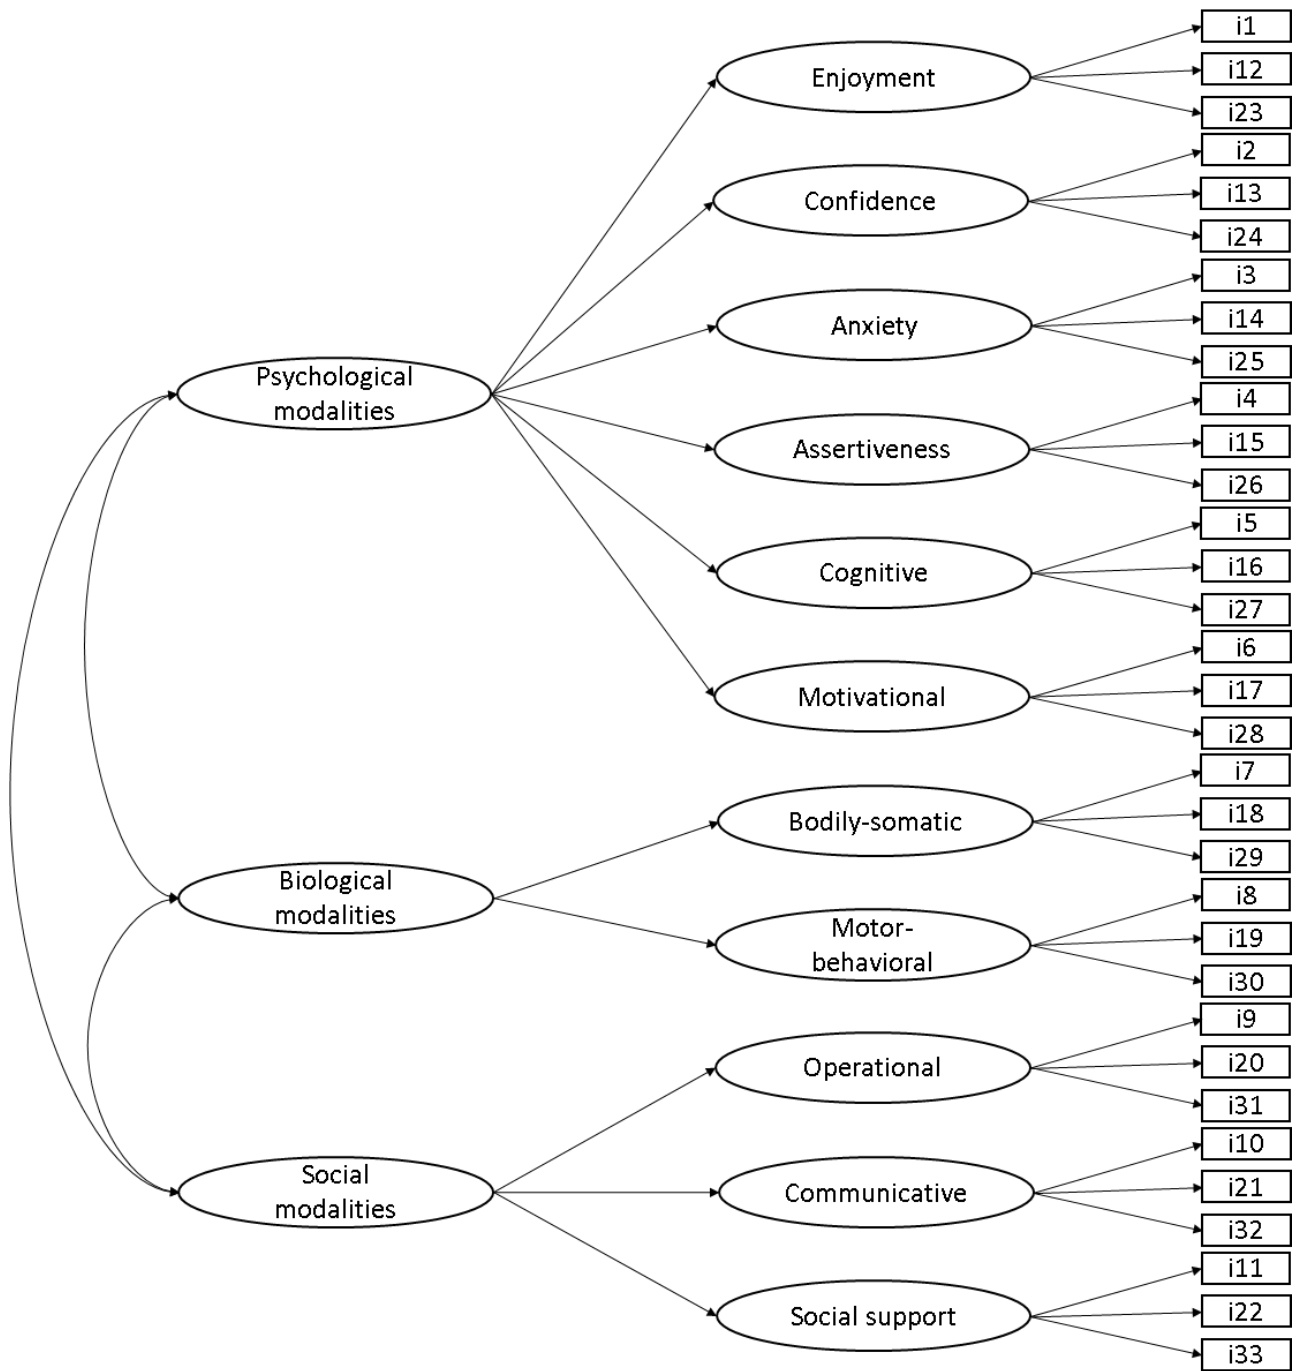 i1
Enjoyment
i12
i23
i2
Confidence
i13
i24
i3
Anxiety
i14
i25
Psychological
modalities
i4
Assertiveness
i15
i26
i5
Cognitive
i16
i27
i6
Motivational
i17
i28
i7
Bodily-somatic
i18
i29
Biological
modalities
i8
Motor-
behavioral
i19
i30
i9
Operational
i20
i31
Social
modalities
i10
Communicative
i21
i32
i11
Social support
i22
i33